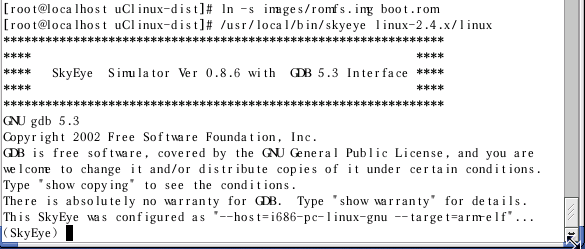 [root@localhost uClinux-dist]# ln -s images/romfs.img boot.rom
[root@localhost uClinux-dist]# /usr/local/bin/skyeye linux-2.4.x/linux
***************************************************************
**** ****
**** SkyEye Simulator Ver 0.8.6 with GDB 5.3 Interface ****
**** ****
***************************************************************
GNU gdb 5.3
Copyright 2002 Free Software Foundation, Inc.
GDB is free software, covered by the GNU General Public License, and you are
welcome to change it and/or distribute copies of it under certain conditions.
Type "show copying" to see the conditions.
There is absolutely no warranty for GDB. Type "show warranty" for details.
This SkyEye was configured as "--host=i686-pc-linux-gnu --target=arm-elf"...
(SkyEye)